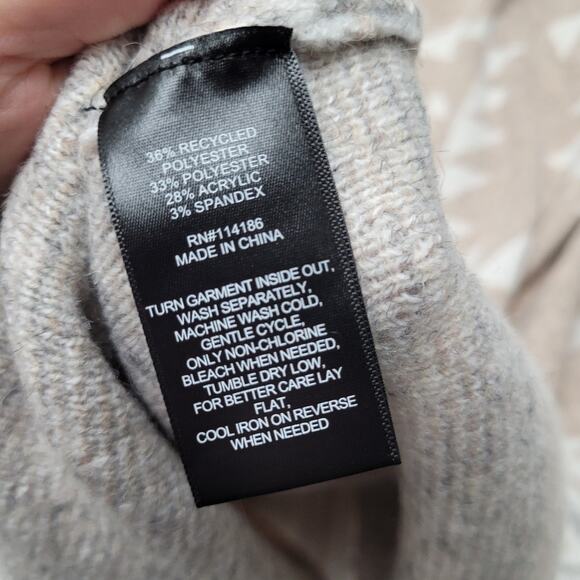 36% RECYCLED
POLYESTER
33% POLYESTER
28% ACRYLIC
3% SPANDEX
RN#114186
MADE IN CHINA
TURN GARMENT INSIDE OUT,
WASH SEPARATELY,
MACHINE WASH COLD,
GENTLE CYCLE,
ONLY NON-CHLORINE
BLEACH WHEN NEEDED,
TUMBLE DRY LOW,
FOR BETTER CARE LAY
FLAT,
COOL IRON ON REVERSE
WHEN NEEDED